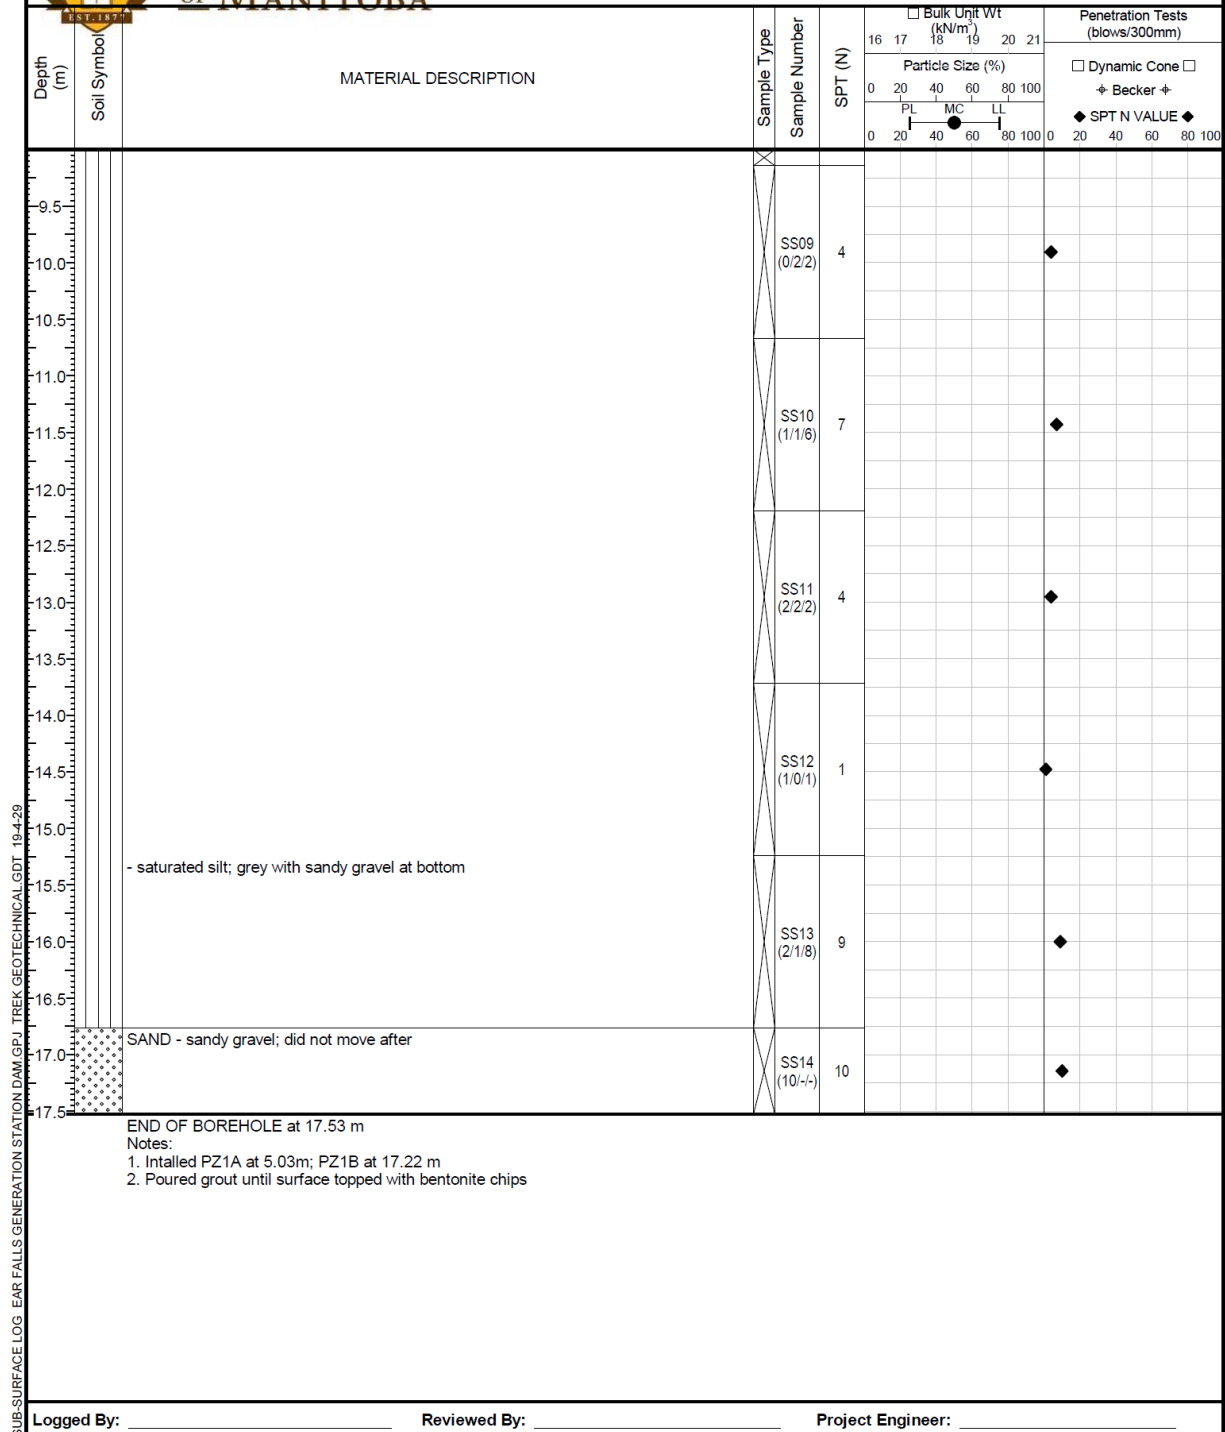 OF MANITOBA
EST. 1877
Depth
(m)
Soil Symbol
MATERIAL DESCRIPTION
Sample Type
Sample Number
SPT (N)
□ Bulk Unit Wt
(kN/m³)
16 17 18 19 20 21
Particle Size (%)
0 20 40 60 80 100
PL MC LL
0 20 40 60 80 100
Penetration Tests
(blows/300mm)
□ Dynamic Cone □
Becker
◆ SPT N VALUE ◆
0 20 40 60 80 100
9.5
SS09
(0/2/2)
4
10.0
10.5
11.0
SS10
(1/1/6)
7
11.5
12.0
12.5
SS11
(2/2/2)
4
13.0
13.5
14.0
SS12
(1/0/1)
1
14.5
15.0
- saturated silt; grey with sandy gravel at bottom
15.5
SS13
(2/1/8)
9
16.0
16.5
SAND - sandy gravel; did not move after
17.0
SS14
(10/-/-)
10
17.5
END OF BOREHOLE at 17.53 m
Notes:
1. Intalled PZ1A at 5.03m; PZ1B at 17.22 m
2. Poured grout until surface topped with bentonite chips
SUB-SURFACE LOG EAR FALLS GENERATION STATION DAM.GPJ TREK GEOTECHNICAL.GDT 19-4-29
Logged By: Reviewed By: Project Engineer: